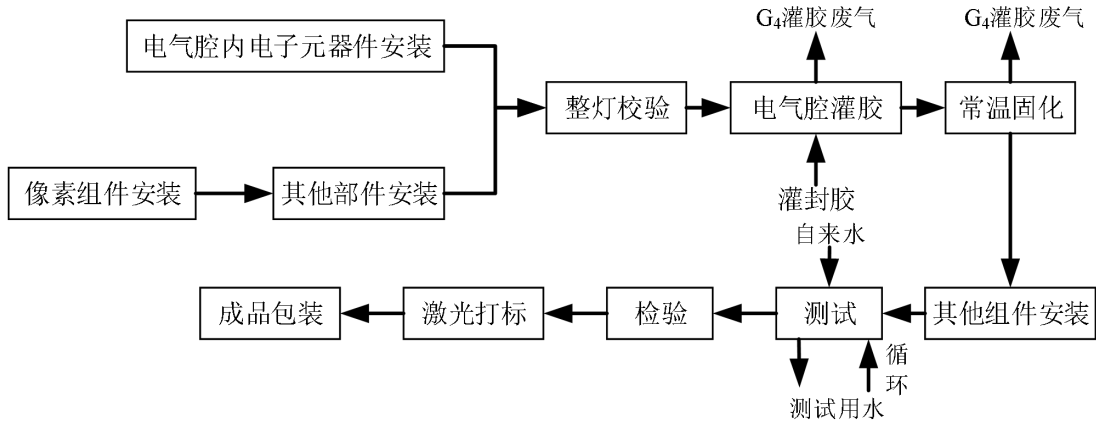 G₄灌胶废气
G₄灌胶废气
电气腔内电子元器件安装
整灯校验
电气腔灌胶
常温固化
像素组件安装
其他部件安装
灌封胶
自来水
成品包装
激光打标
检验
测试
其他组件安装
循
环
测试用水